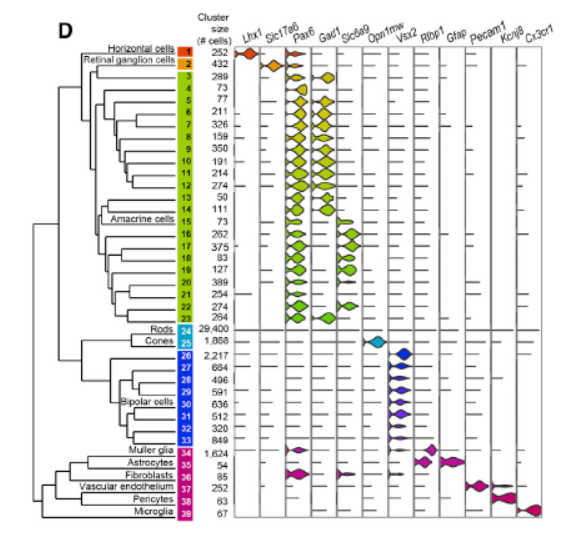 D
Cluster size (# cells) Lhx1 Slc17a6 Pax6 Gad1 Slc6a9 Opn1mw Vsx2 Rlbp1 Gfap Pecam1 Kcnj8 Cx3cr1
Horizontal cells 1 252
Retinal ganglion cells 2 432
3 289
4 73
5 77
6 211
7 326
8 159
9 350
10 191
11 214
12 274
13 50
14 111
Amacrine cells 15 73
16 262
17 375
18 83
19 127
20 389
21 254
22 274
23 264
Rods 24 29,400
Cones 25 1,868
26 2,217
27 664
28 496
29 591
Bipolar cells 30 636
31 512
32 320
33 849
Muller glia 34 1,624
Astrocytes 35 54
Fibroblasts 36 85
Vascular endothelium 37 252
Pericytes 38 63
Microglia 39 67